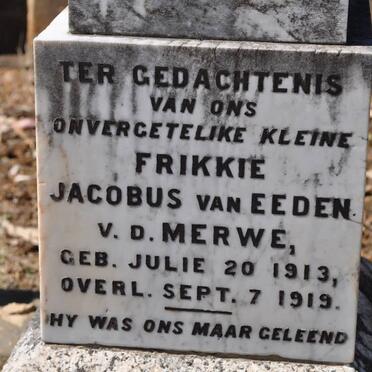 TER GEDACHTENIS
VAN ONS
ONVERGETELIKE KLEINE
FRIKKIE
JACOBUS VAN EEDEN
V. D. MERWE,
GEB. JULIE 20 1913,
OVERL. SEPT. 7 1919.
HY WAS ONS MAAR GELEEND